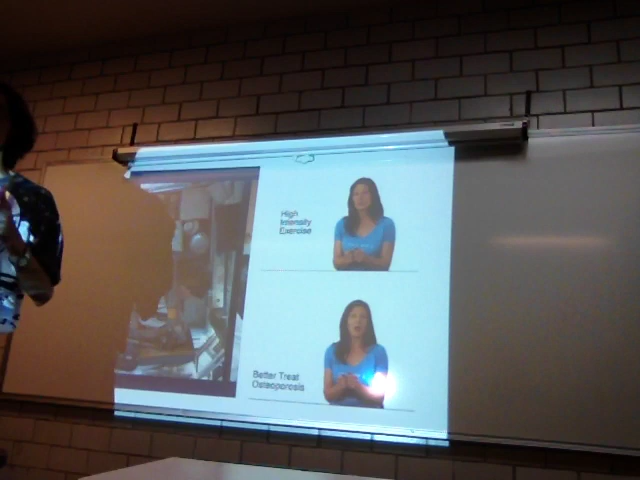 High
Intensity
Exercise
Better Treat
Osteoporosis